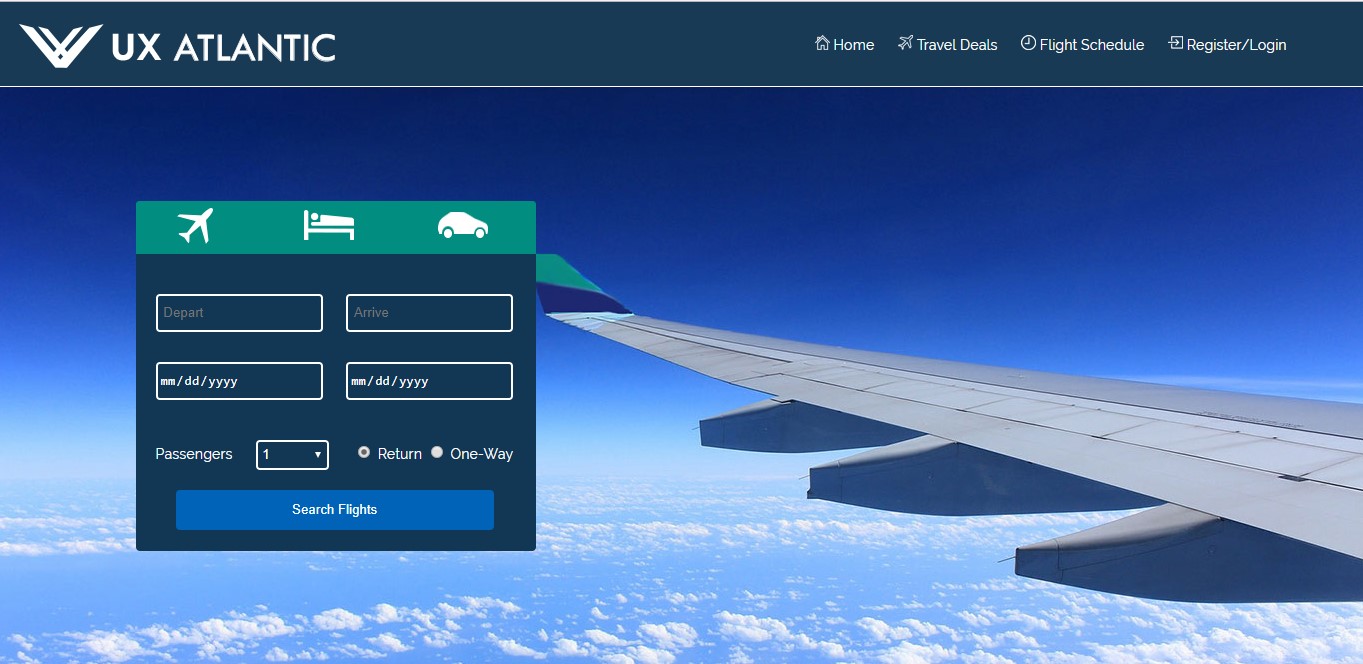 UX ATLANTIC
Home Travel Deals Flight Schedule Register/Login
Depart Arrive
mm/dd/yyyy mm/dd/yyyy
Passengers 1 Return One-Way
Search Flights